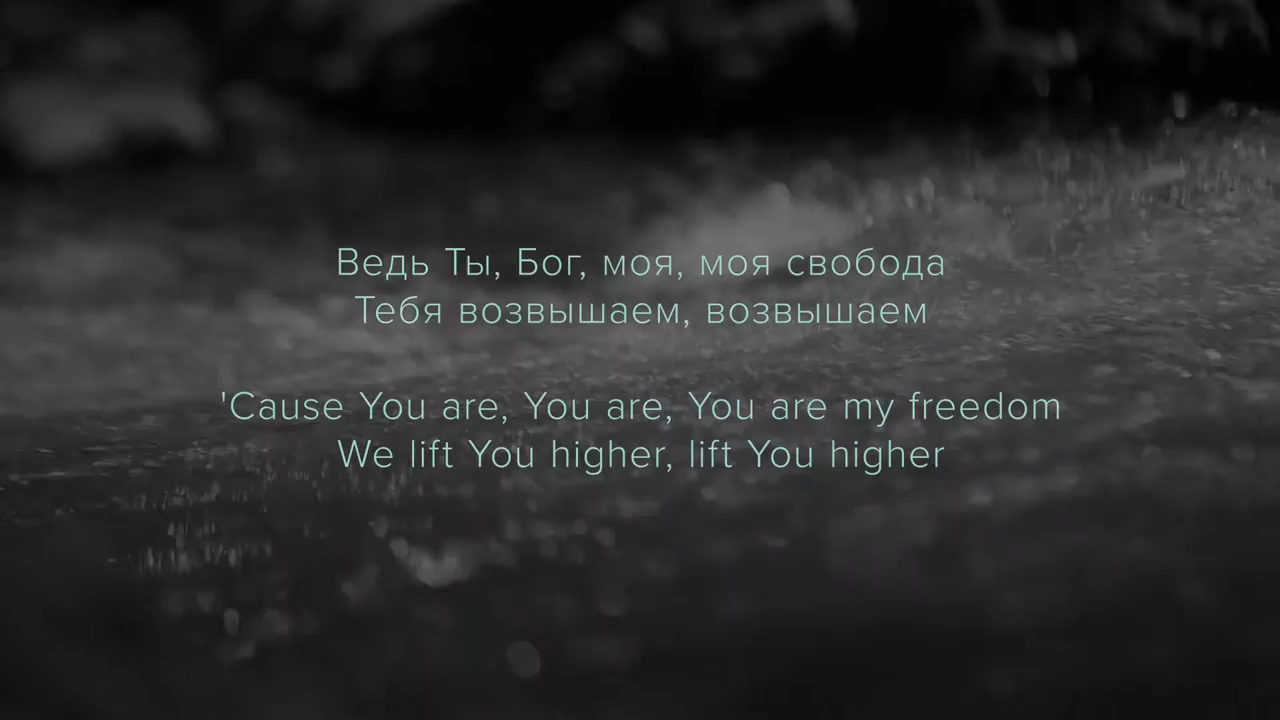 Ведь Ты, Бог, моя, моя свобода
Тебя возвышаем, возвышаем
'Cause You are, You are, You are my freedom
We lift You higher, lift You higher